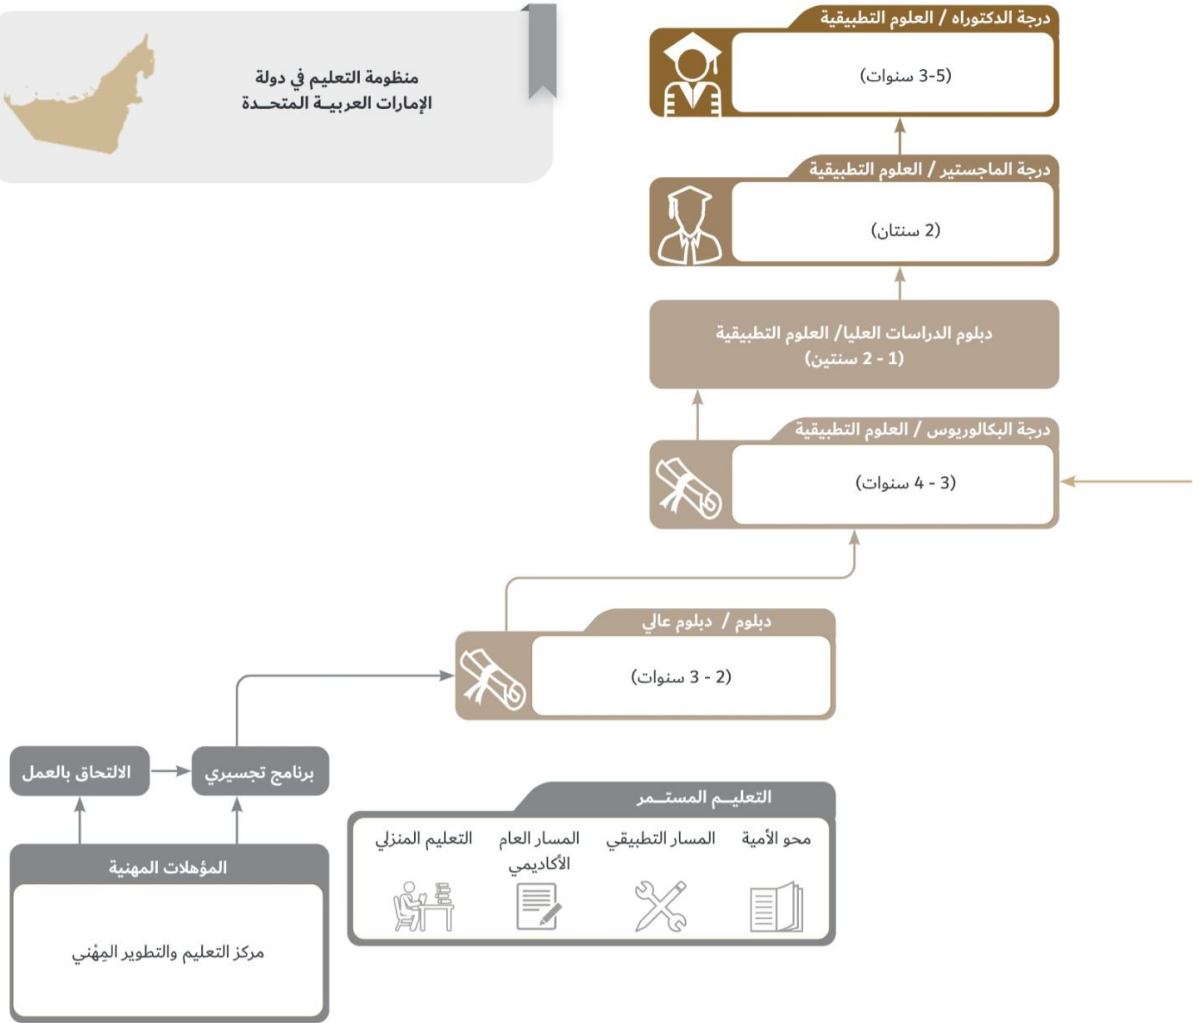 منظومة التعليم في دولة
الإمارات العربيـة المتحــدة
درجة الدكتوراه / العلوم التطبيقية
(3-5 سنوات)
درجة الماجستير / العلوم التطبيقية
(2 سنتان)
دبلوم الدراسات العليا/ العلوم التطبيقية
(1 - 2 سنتين)
درجة البكالوريوس / العلوم التطبيقية
(3 - 4 سنوات)
دبلوم / دبلوم عالي
(2 - 3 سنوات)
برنامج تجسيري
الالتحاق بالعمل
التعليــم المستــمر
محو الأمية
المسار التطبيقي
المسار العام
الأكاديمي
التعليم المنزلي
المؤهلات المهنية
مركز التعليم والتطوير المِهْني